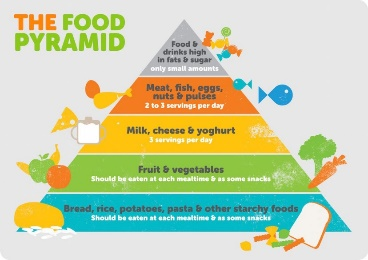 THE FOOD
PYRAMID
Food &
drinks high
in fats & sugar
only small amounts
Meat, fish, eggs,
nuts & pulses
2 to 3 servings per day
Milk, cheese & yoghurt
3 servings per day
Fruit & vegetables
Should be eaten at each mealtime & as some snacks
Bread, rice, potatoes, pasta & other starchy foods
Should be eaten at each mealtime & as some snacks